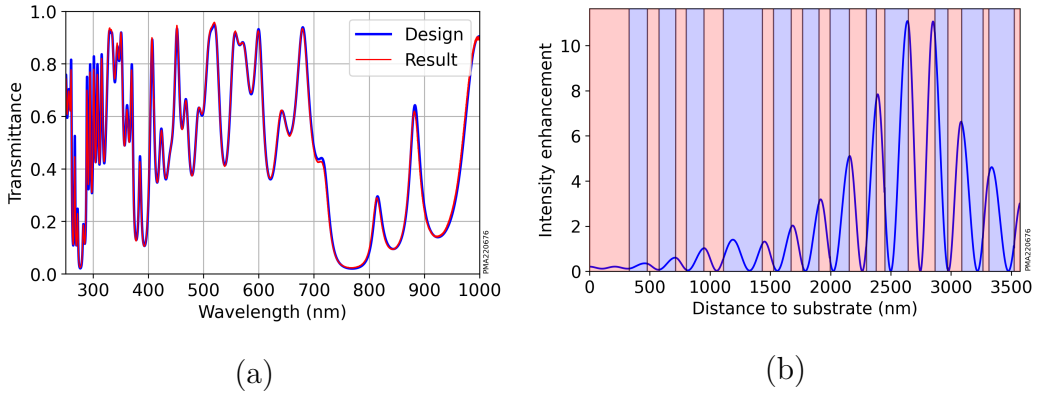 1.0
0.8
0.6
0.4
0.2
0.0
Transmittance
Design
Result
PMA220676
300 400 500 600 700 800 900 1000
Wavelength (nm)
(a)
10
8
6
4
2
0
Intensity enhancement
PMA220676
0 500 1000 1500 2000 2500 3000 3500
Distance to substrate (nm)
(b)